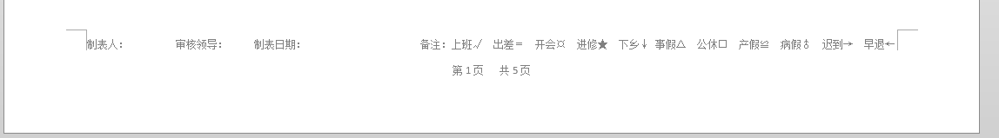 制表人： 审核领导： 制表日期： 备注：上班√ 出差= 开会¤ 进修★ 下乡↓ 事假△ 公休□ 产假≌ 病假♁ 迟到→ 早退←
第 1 页 共 5 页